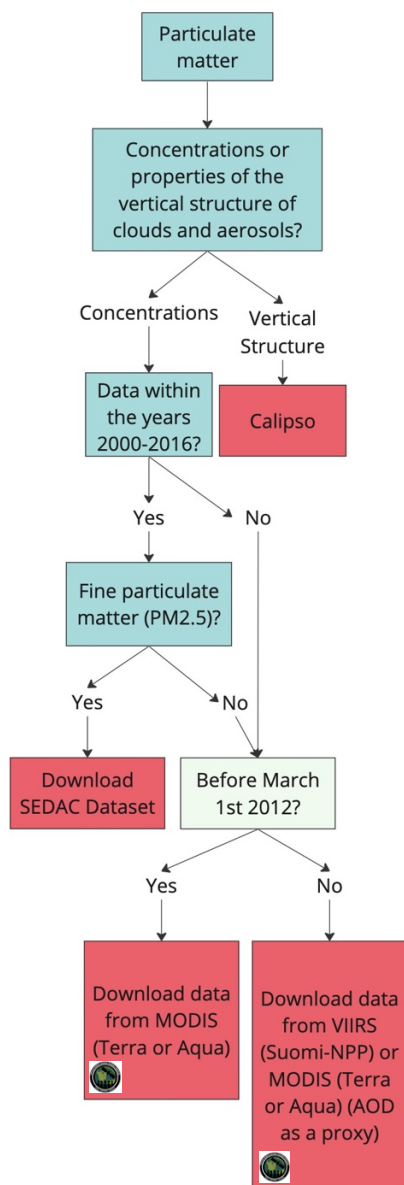 Particulate
matter
Concentrations or
properties of the
vertical structure of
clouds and aerosols?
Concentrations
Vertical
Structure
Data within
the years
2000-2016?
Calipso
Yes
No
Fine particulate
matter (PM2.5)?
Yes
No
Download
SEDAC Dataset
Before March
1st 2012?
Yes
No
Download data
from MODIS
(Terra or Aqua)
Download data
from VIIRS
(Suomi-NPP) or
MODIS (Terra
or Aqua) (AOD
as a proxy)